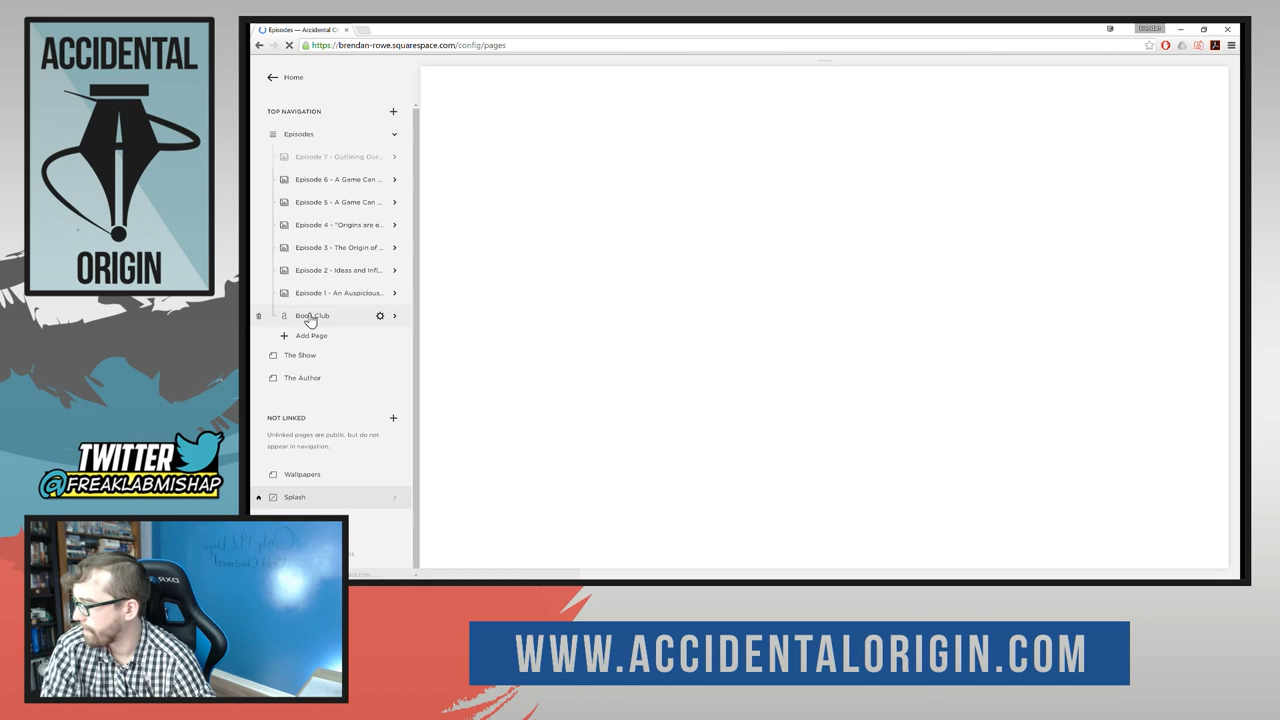 ACCIDENTAL
ORIGIN
TWITTER
@FREAKLABMISHAP
Episodes — Accidental O
Brendan
https://brendan-rowe.squarespace.com/config/pages
Home
TOP NAVIGATION
Episodes
Episode 7 - Outlining Our...
Episode 6 - A Game Can ...
Episode 5 - A Game Can ...
Episode 4 - "Origins are e...
Episode 3 - The Origin of ...
Episode 2 - Ideas and Infl...
Episode 1 - An Auspicious...
Book Club
Add Page
The Show
The Author
NOT LINKED
Unlinked pages are public, but do not
appear in navigation.
Wallpapers
Splash
DXR
WWW.ACCIDENTALORIGIN.COM